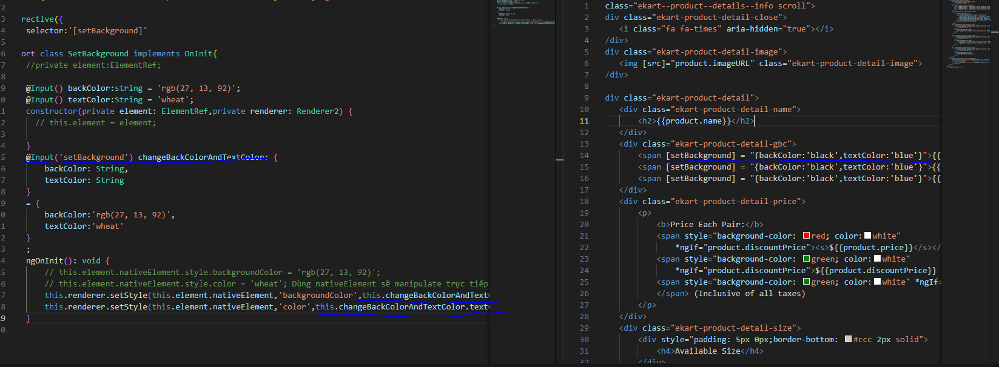 2
3 rective({
4 selector:'[setBackground]'
5
6 ort class SetBackground implements OnInit{
7 //private element:ElementRef;
8
9 @Input() backColor:string = 'rgb(27, 13, 92)';
0 @Input() textColor:String = 'wheat';
1 constructor(private element: ElementRef,private renderer: Renderer2) {
2 // this.element = element;
3
4 }
5 @Input('setBackground') changeBackColorAndTextColor: {
6 backColor: String,
7 textColor: String
8 }
9 = {
0 backColor:'rgb(27, 13, 92)',
1 textColor:'wheat'
2 }
3 ;
4 ngOnInit(): void {
5 // this.element.nativeElement.style.backgroundColor = 'rgb(27, 13, 92)';
6 // this.element.nativeElement.style.color = 'wheat'; Dùng nativeElement sẽ manipulate trực tiếp
7 this.renderer.setStyle(this.element.nativeElement,'backgroundColor',this.changeBackColorAndText
8 this.renderer.setStyle(this.element.nativeElement,'color',this.changeBackColorAndTextColor.text
9 }
0
1 class="ekart--product--details--info scroll">
2 div class="ekart-product-detail-close">
3 <i class="fa fa-times" aria-hidden="true"></i>
4 /div>
5 div class="ekart-product-detail-image">
6 <img [src]="product.imageURL" class="ekart-product-detail-image">
7 /div>
8
9 div class="ekart-product-detail">
10 <div class="ekart-product-detail-name">
11 <h2>{{product.name}}</h2>
12 </div>
13 <div class="ekart-product-detail-gbc">
14 <span [setBackground] = "{backColor:'black',textColor:'blue'}">{{
15 <span [setBackground] = "{backColor:'black',textColor:'blue'}">{{
16 <span [setBackground] = "{backColor:'black',textColor:'blue'}">{{
17 </div>
18 <div class="ekart-product-detail-price">
19 <p>
20 <b>Price Each Pair:</b>
21 <span style="background-color: red; color: white"
22 *ngIf="product.discountPrice"><s>${{product.price}}</s></
23 <span style="background-color: green; color: white"
24 *ngIf="product.discountPrice">${{product.discountPrice}}
25 <span style="background-color: green; color: white" *ngIf=
26 </span> (Inclusive of all taxes)
27 </p>
28 </div>
29 <div class="ekart-product-detail-size">
30 <div style="padding: 5px 0px;border-bottom: #ccc 2px solid">
31 <h4>Available Size</h4>
32 </div>